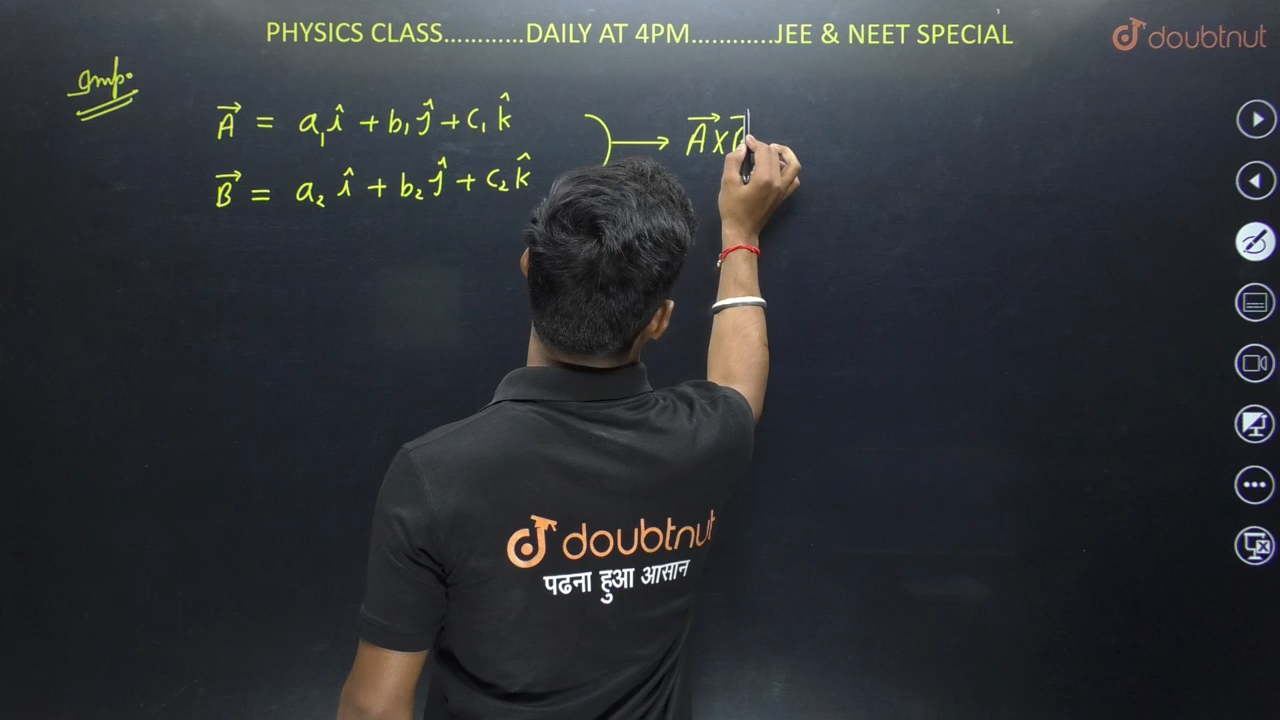 PHYSICS CLASS............DAILY AT 4PM............JEE & NEET SPECIAL
doubtnut
Imp.
A⃗ = a₁î + b₁ĵ + c₁k̂
B⃗ = a₂î + b₂ĵ + c₂k̂
→ A⃗ x
doubtnut
पढना हुआ आसान